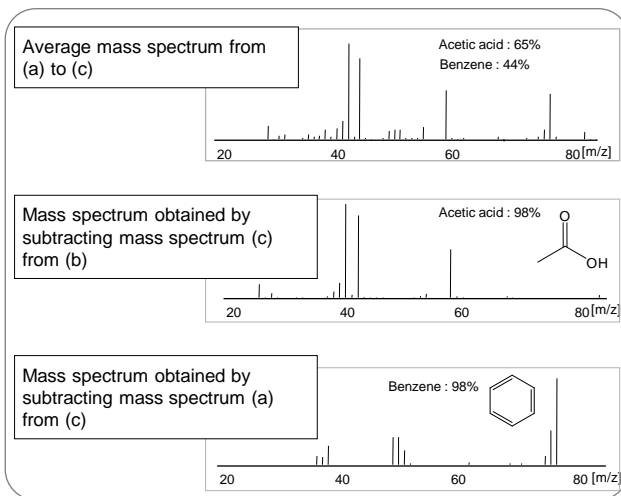 Average mass spectrum from
(a) to (c)
Acetic acid : 65%
Benzene : 44%
20 40 60 80 [m/z]
Mass spectrum obtained by
subtracting mass spectrum (c)
from (b)
Acetic acid : 98%
O
OH
20 40 60 80 [m/z]
Mass spectrum obtained by
subtracting mass spectrum (a)
from (c)
Benzene : 98%
20 40 60 80 [m/z]